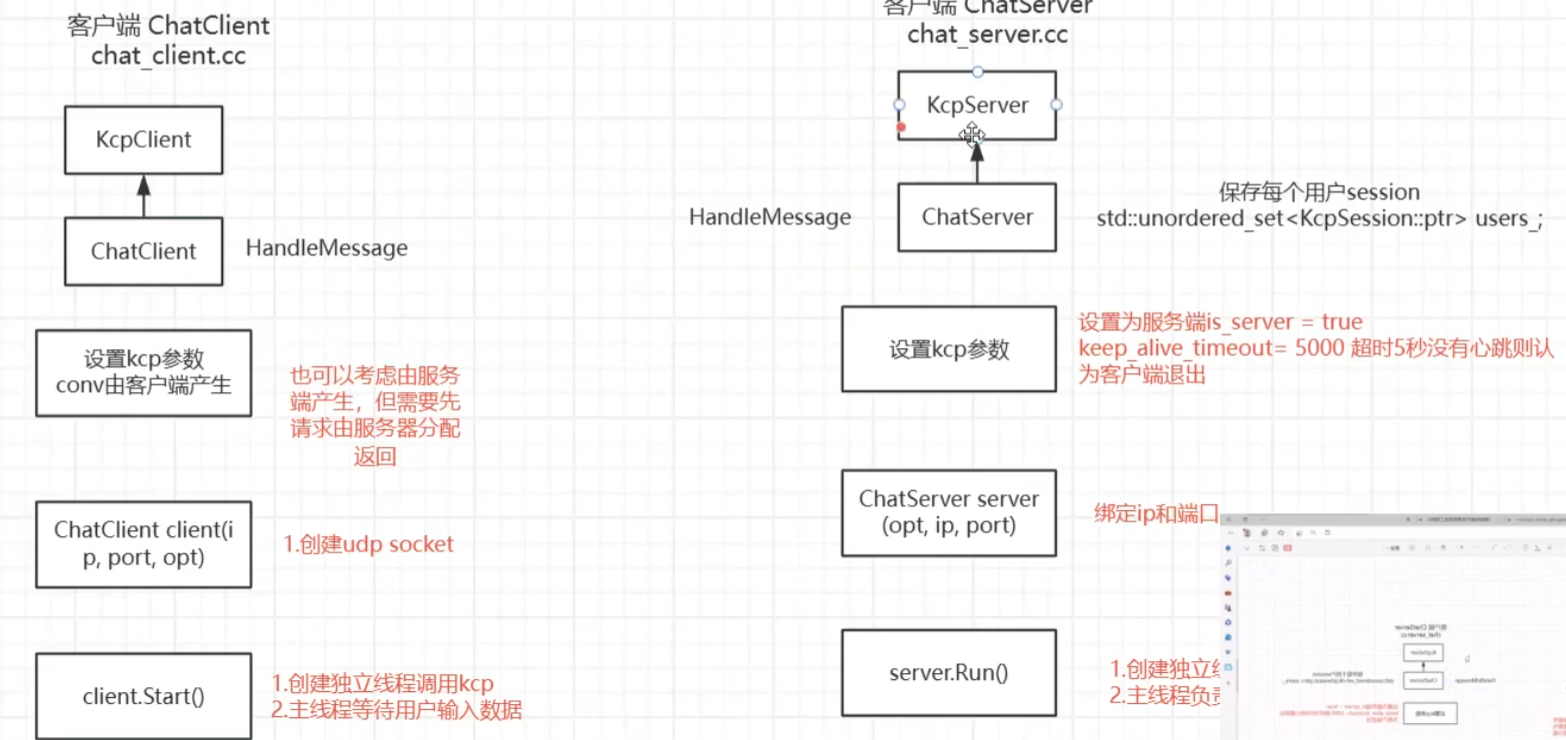 客户端 ChatClient
chat_client.cc
KcpClient
ChatClient
HandleMessage
设置kcp参数
conv由客户端产生
也可以考虑由服务
端产生，但需要先
请求由服务器分配
返回
ChatClient client(i
p, port, opt)
1.创建udp socket
client.Start()
1.创建独立线程调用kcp
2.主线程等待用户输入数据
客户端 ChatServer
chat_server.cc
KcpServer
HandleMessage
ChatServer
保存每个用户session
std::unordered_set<KcpSession::ptr> users_;
设置kcp参数
设置为服务端is_server = true
keep_alive_timeout= 5000 超时5秒没有心跳则认
为客户端退出
ChatServer server
(opt, ip, port)
绑定ip和端口
server.Run()
1.创建独立
2.主线程负